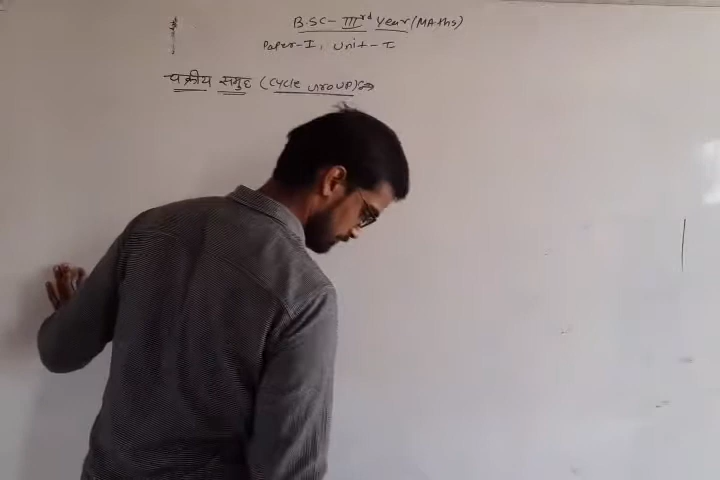 B.SC- IIIrd Year (MATHS)
Paper-I, Unit-I
चक्रीय समुह (Cycle Group)⇒